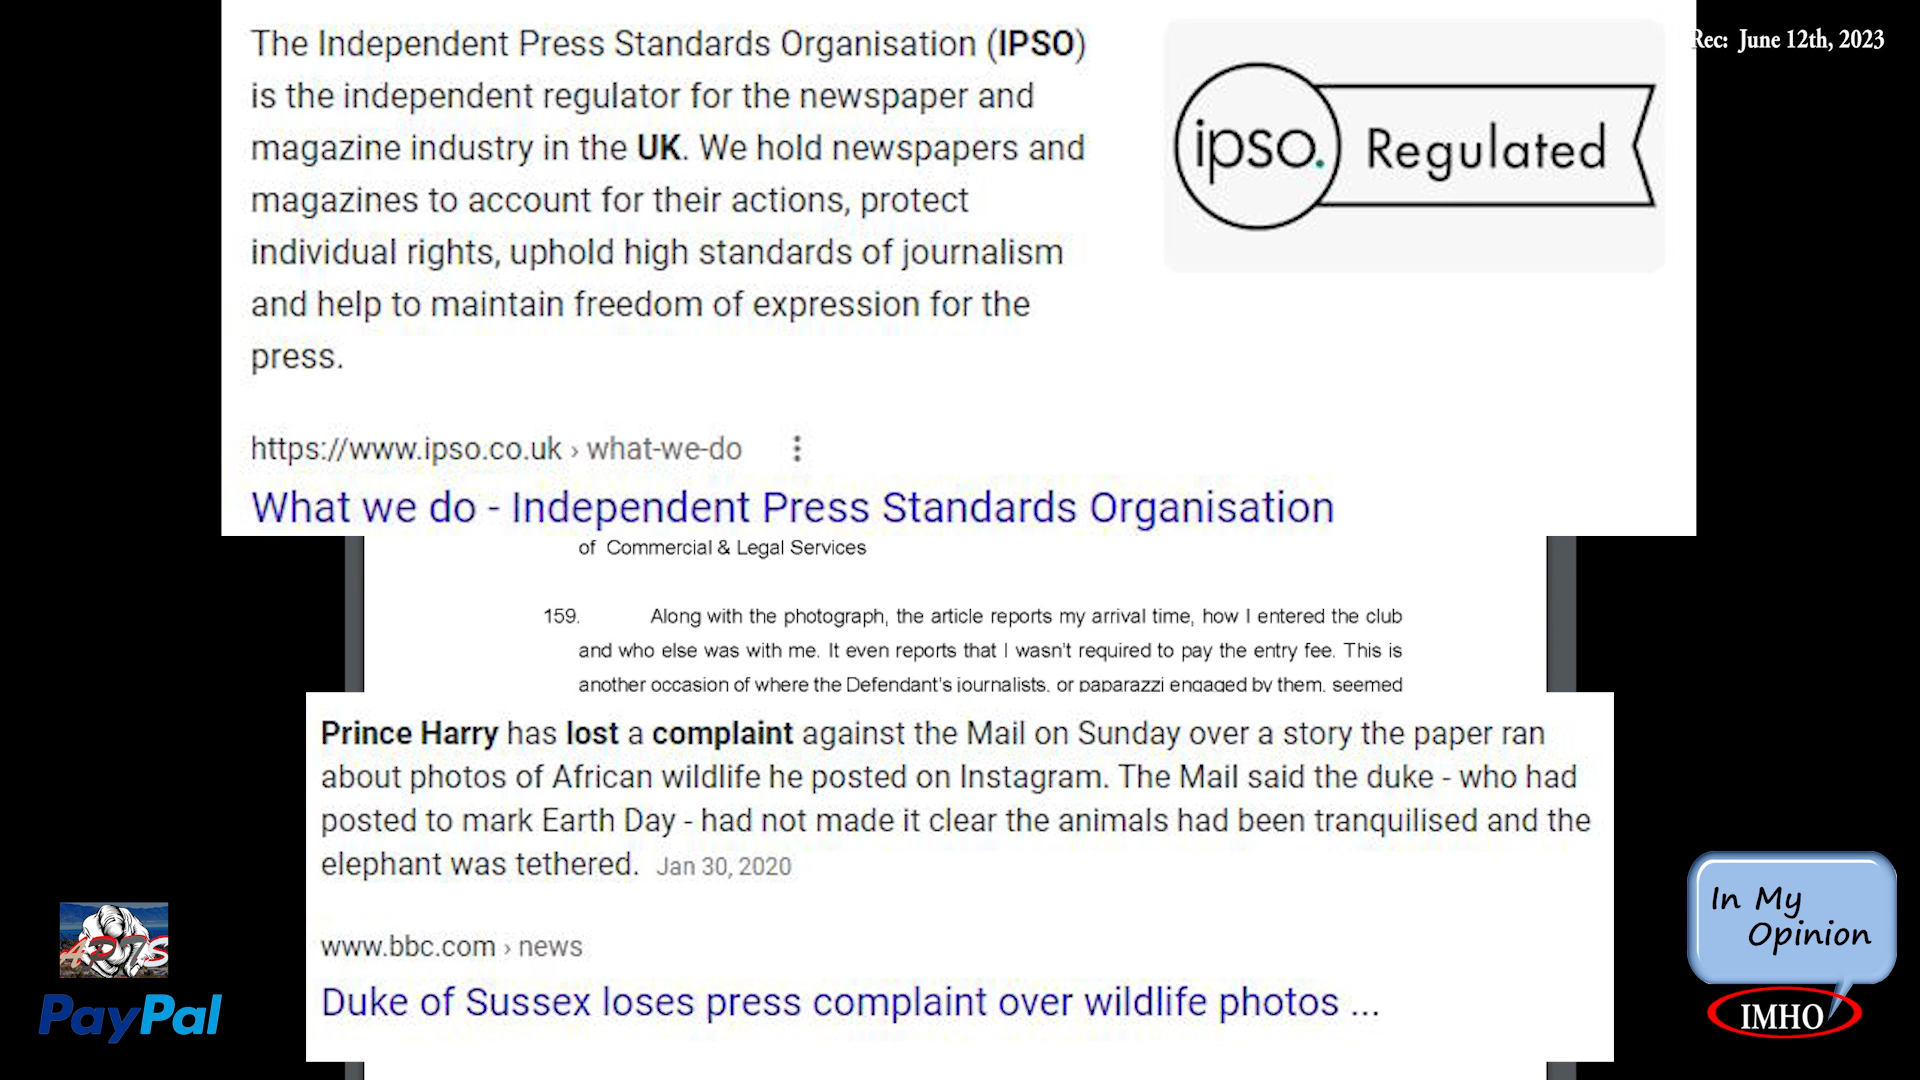 The Independent Press Standards Organisation (IPSO)
is the independent regulator for the newspaper and
magazine industry in the UK. We hold newspapers and
magazines to account for their actions, protect
individual rights, uphold high standards of journalism
and help to maintain freedom of expression for the
press.
ipso. Regulated
Rec: June 12th, 2023
https://www.ipso.co.uk › what-we-do
What we do - Independent Press Standards Organisation
of Commercial & Legal Services
159. Along with the photograph, the article reports my arrival time, how I entered the club
and who else was with me. It even reports that I wasn't required to pay the entry fee. This is
another occasion of where the Defendant's journalists, or paparazzi engaged by them, seemed
Prince Harry has lost a complaint against the Mail on Sunday over a story the paper ran
about photos of African wildlife he posted on Instagram. The Mail said the duke - who had
posted to mark Earth Day - had not made it clear the animals had been tranquilised and the
elephant was tethered. Jan 30, 2020
www.bbc.com › news
Duke of Sussex loses press complaint over wildlife photos ...
PayPal
In My
Opinion
IMHO